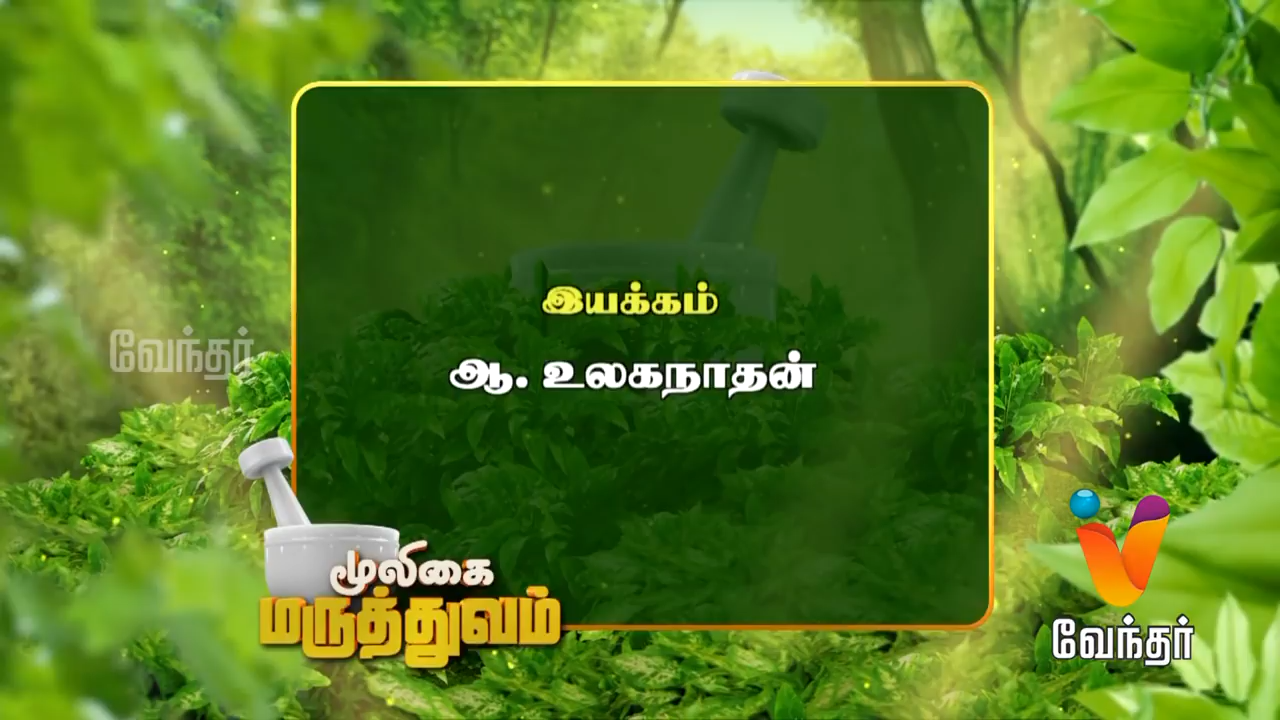 இயக்கம்
ஆ. உலகநாதன்
வேந்தர்
மூலிகை
மருத்துவம்
வேந்தர்